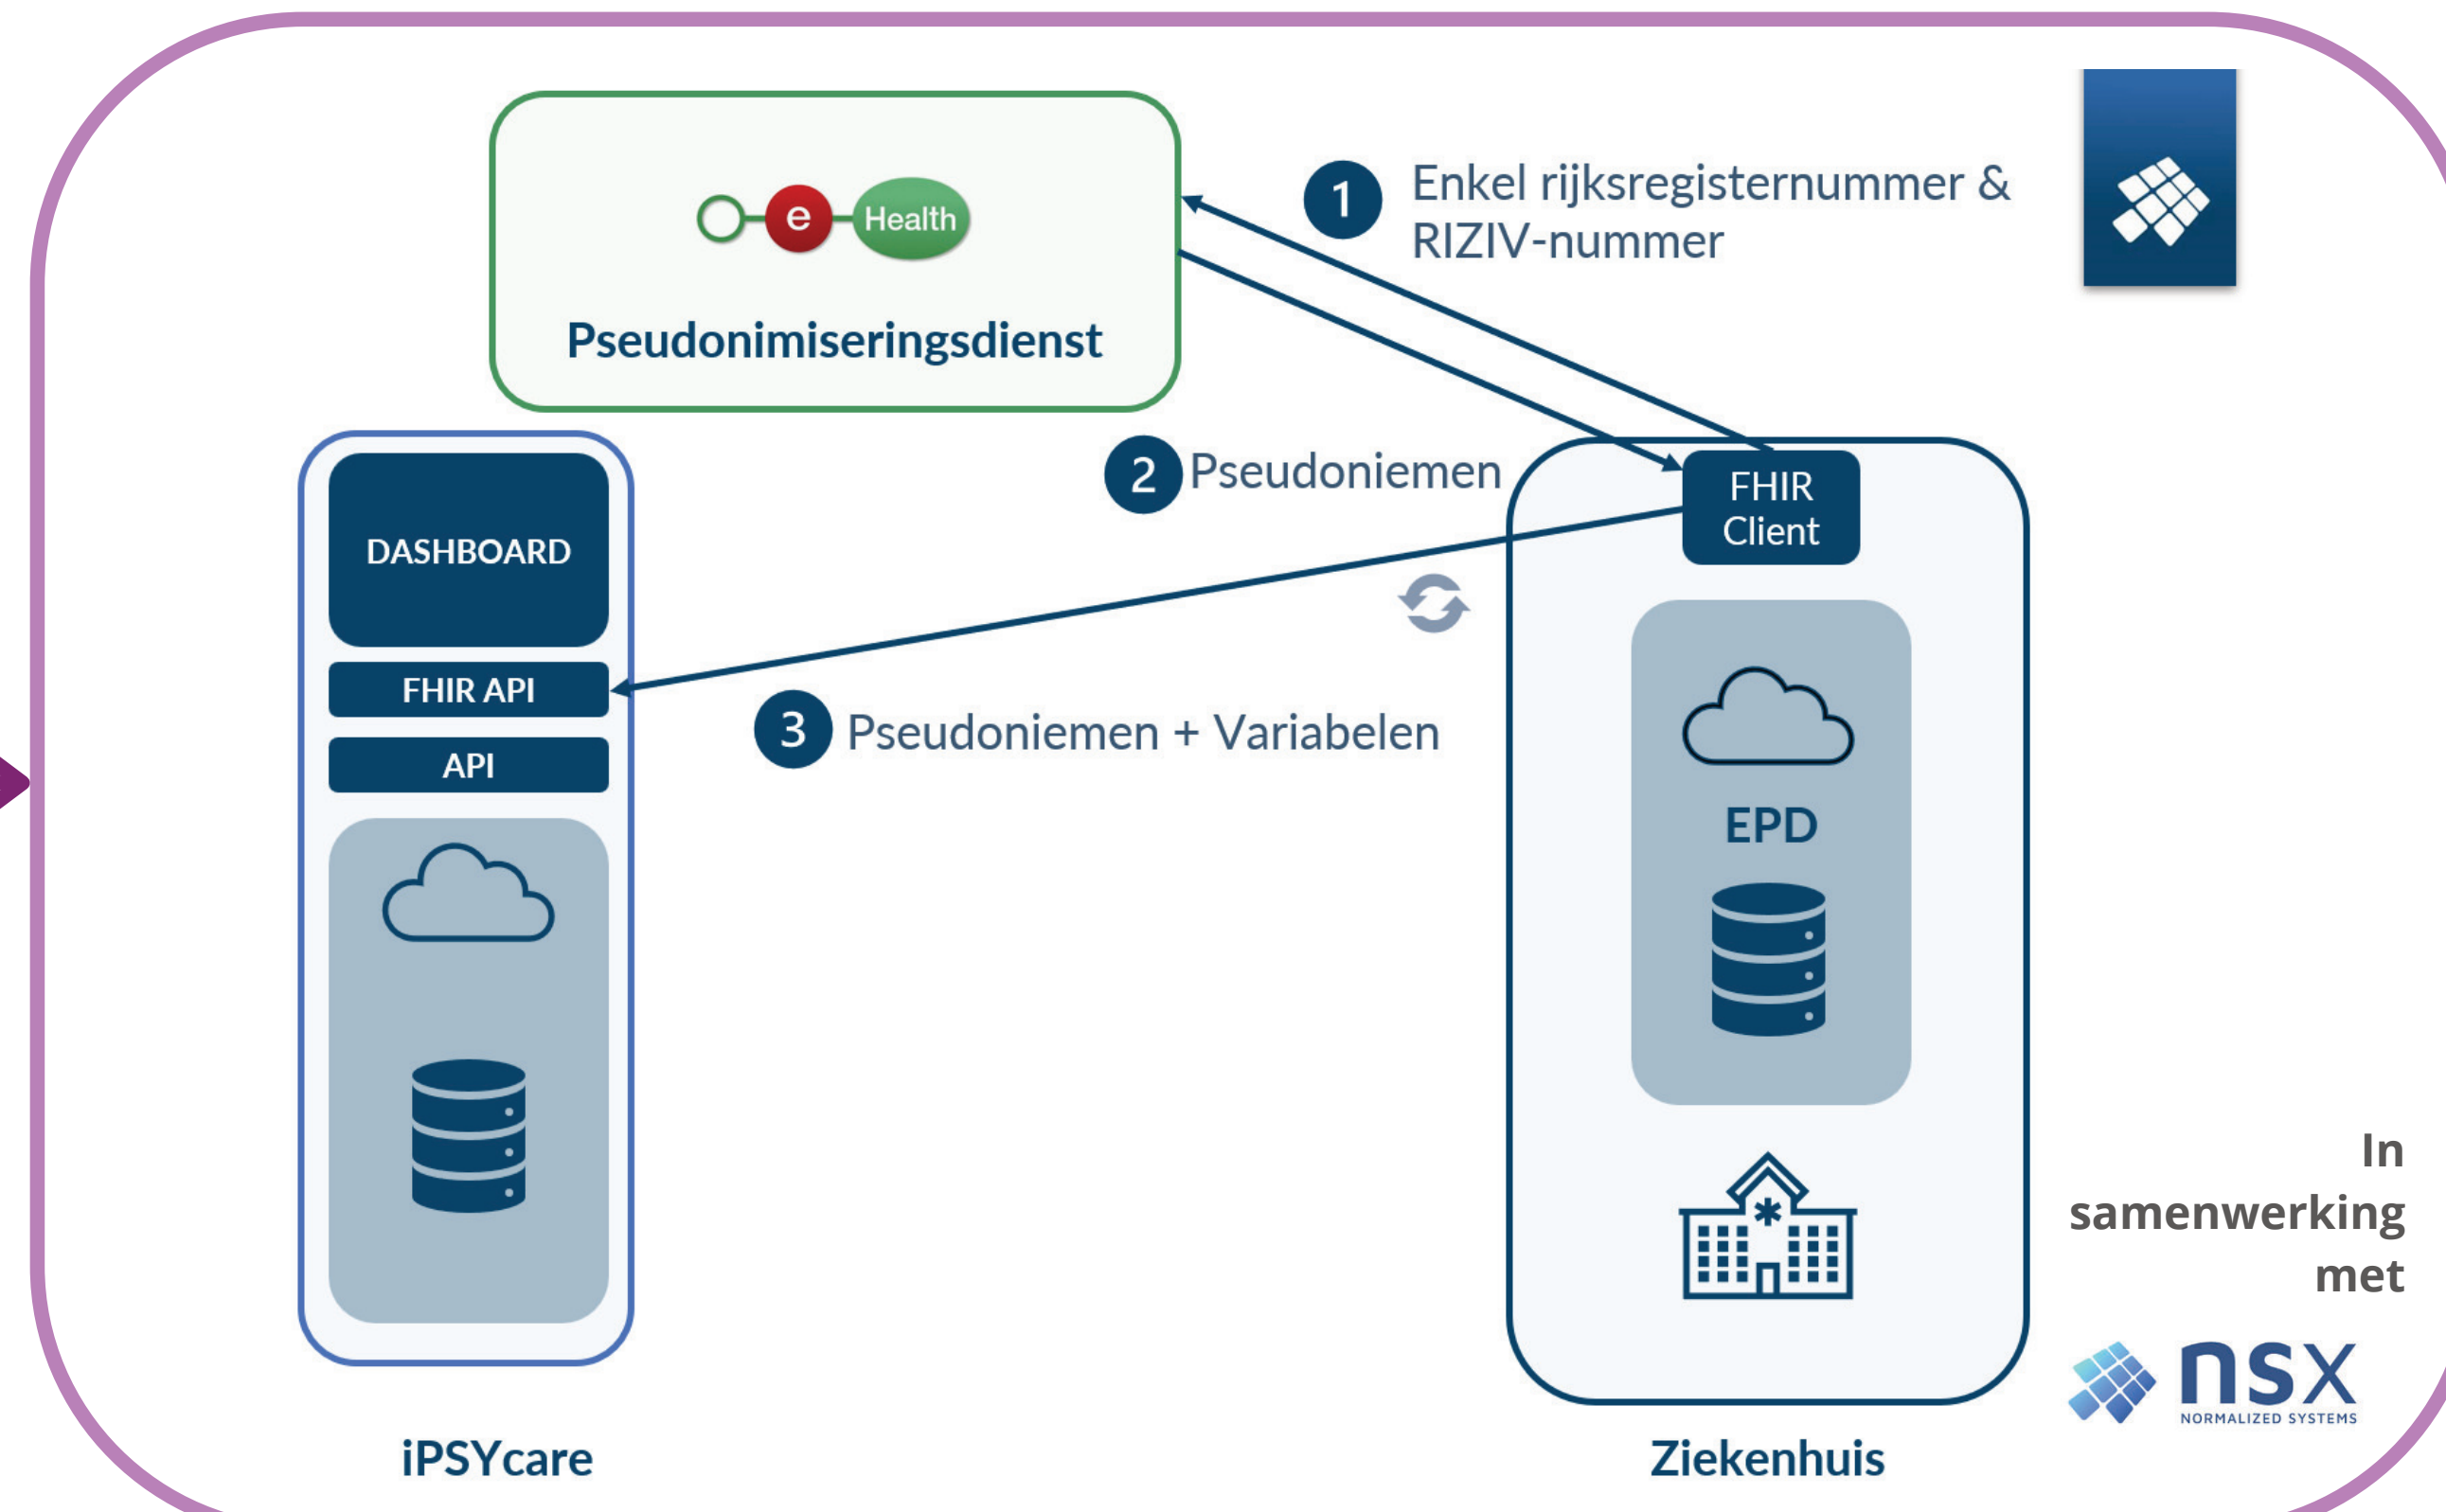 e
Health
Pseudonimiseringsdienst
1
Enkel rijksregisternummer &
RIZIV-nummer
2
Pseudoniemen
FHIR
Client
DASHBOARD
FHIR API
API
3
Pseudoniemen + Variabelen
EPD
In
samenwerking
met
nsx
NORMALIZED SYSTEMS
iPSYcare
Ziekenhuis